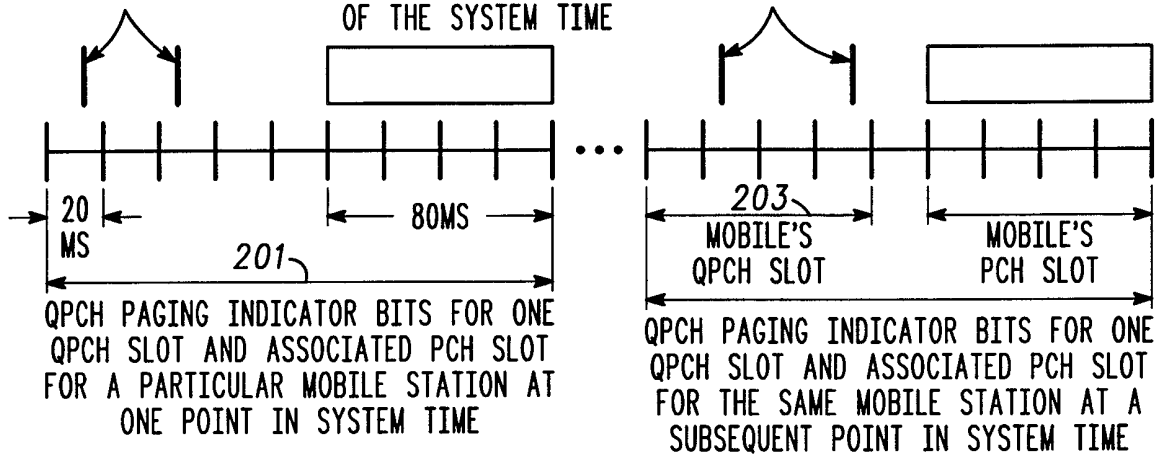 OF THE SYSTEM TIME
20
MS
80MS
201
QPCH PAGING INDICATOR BITS FOR ONE
QPCH SLOT AND ASSOCIATED PCH SLOT
FOR A PARTICULAR MOBILE STATION AT
ONE POINT IN SYSTEM TIME
203
MOBILE'S
QPCH SLOT
MOBILE'S
PCH SLOT
QPCH PAGING INDICATOR BITS FOR ONE
QPCH SLOT AND ASSOCIATED PCH SLOT
FOR THE SAME MOBILE STATION AT A
SUBSEQUENT POINT IN SYSTEM TIME